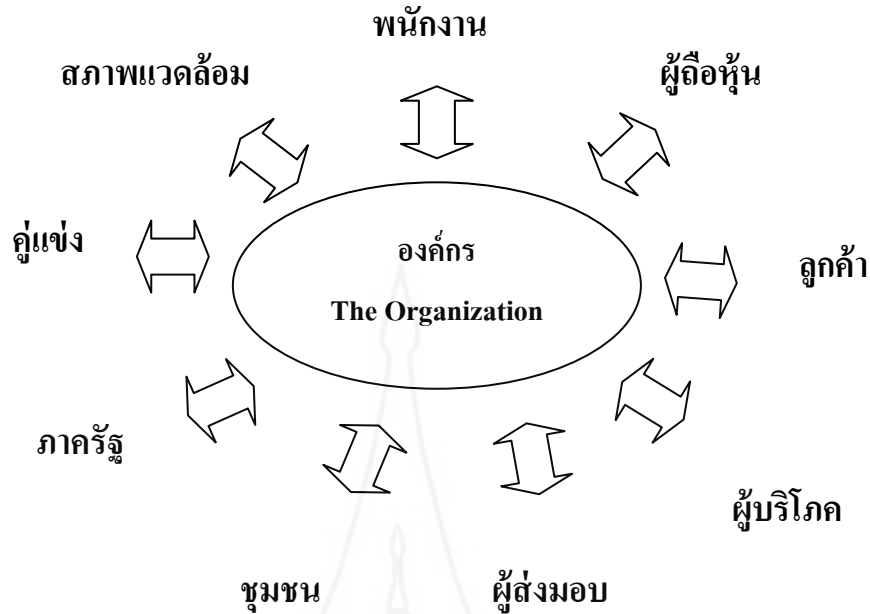 พนักงาน
สภาพแวดล้อม
ผู้ถือหุ้น
คู่แข่ง
องค์กร
ลูกค้า
The Organization
ภาครัฐ
ผู้บริโภค
ชุมชน
ผู้ส่งมอบ